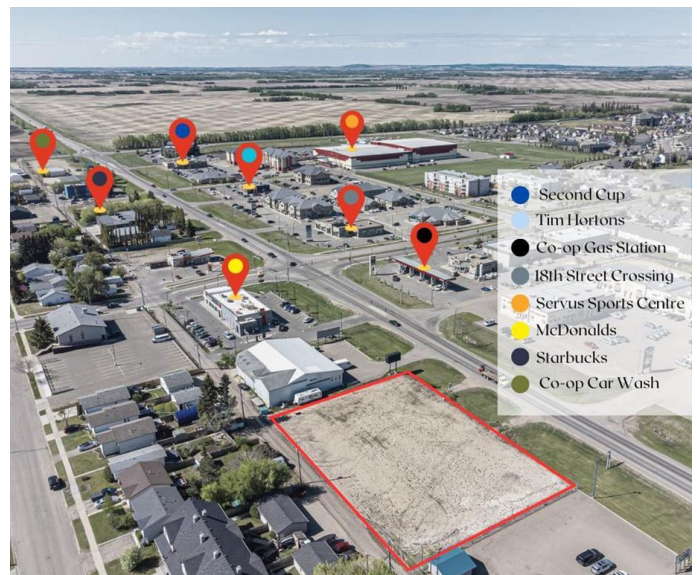 Second Cup
Tim Hortons
Co-op Gas Station
18th Street Crossing
Servus Sports Centre
McDonalds
Starbucks
Co-op Car Wash